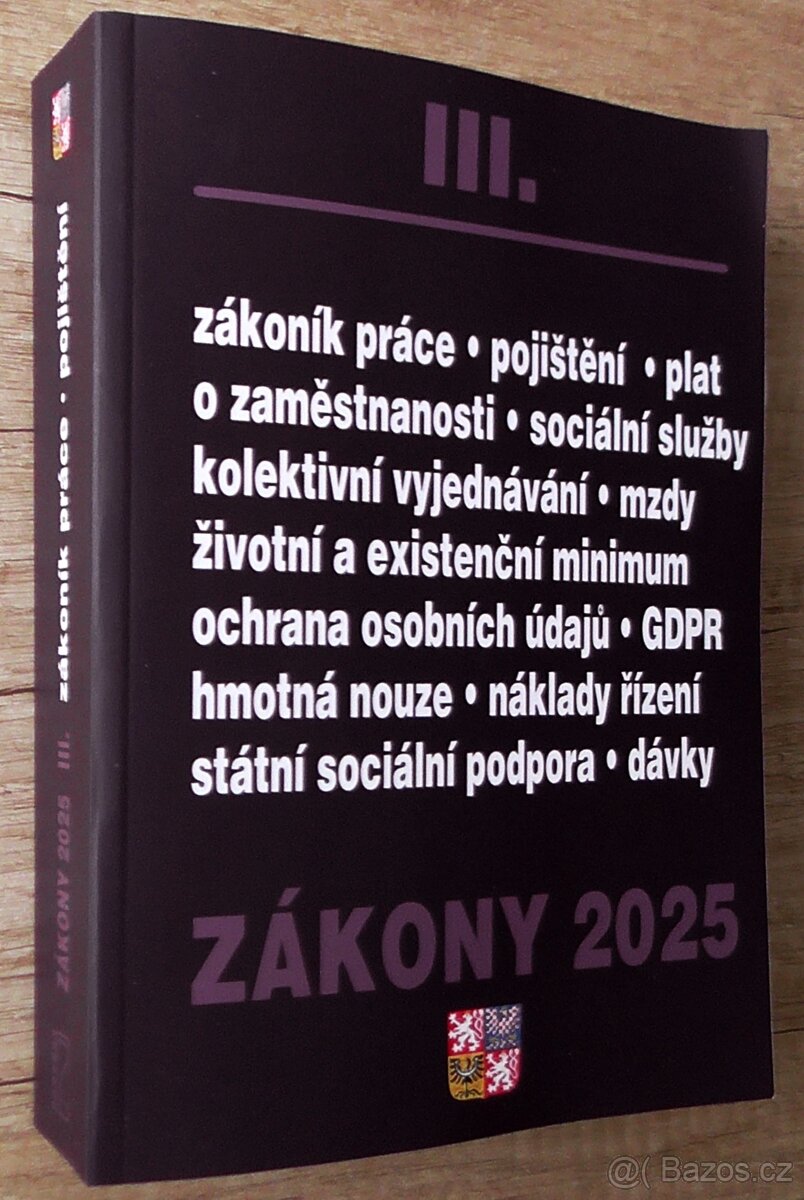 III.
zákoník práce • pojištění • plat
o zaměstnanosti • sociální služby
kolektivní vyjednávání • mzdy
životní a existenční minimum
ochrana osobních údajů • GDPR
hmotná nouze • náklady řízení
státní sociální podpora • dávky
ZÁKONY 2025
ZÁKONY 2025 III. zákoník práce • pojištění
@( Bazos.cz